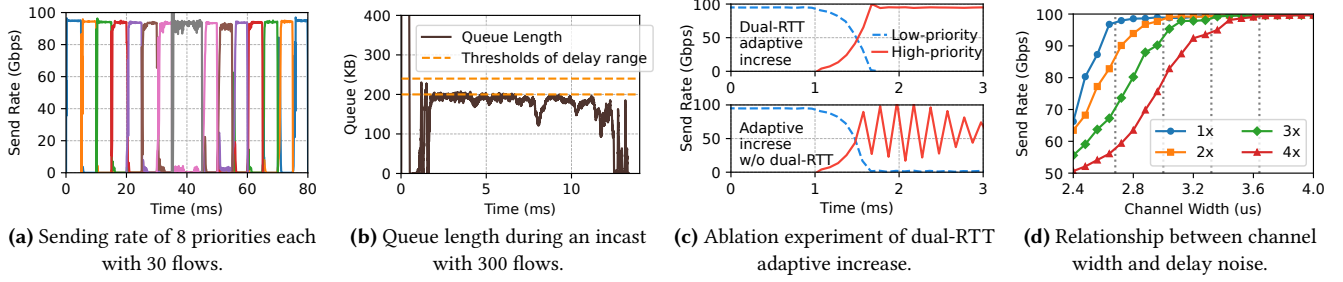 Send Rate (Gbps)
100
80
60
40
20
0
0
20
40
60
80
Time (ms)
(a) Sending rate of 8 priorities each
with 30 flows.
Queue (KB)
400
300
200
100
0
0
5
10
Time (ms)
Queue Length
Thresholds of delay range
(b) Queue length during an incast
with 300 flows.
Send Rate (Gbps)
100
50
0
Dual-RTT
adaptive
increse
Low-priority
High-priority
0
1
2
3
100
50
0
Adaptive
increse
w/o dual-RTT
0
1
2
3
Time (ms)
(c) Ablation experiment of dual-RTT
adaptive increase.
Send Rate (Gbps)
100
90
80
70
60
50
1x
2x
3x
4x
2.4
2.8
3.2
3.6
4.0
Channel Width (us)
(d) Relationship between channel
width and delay noise.